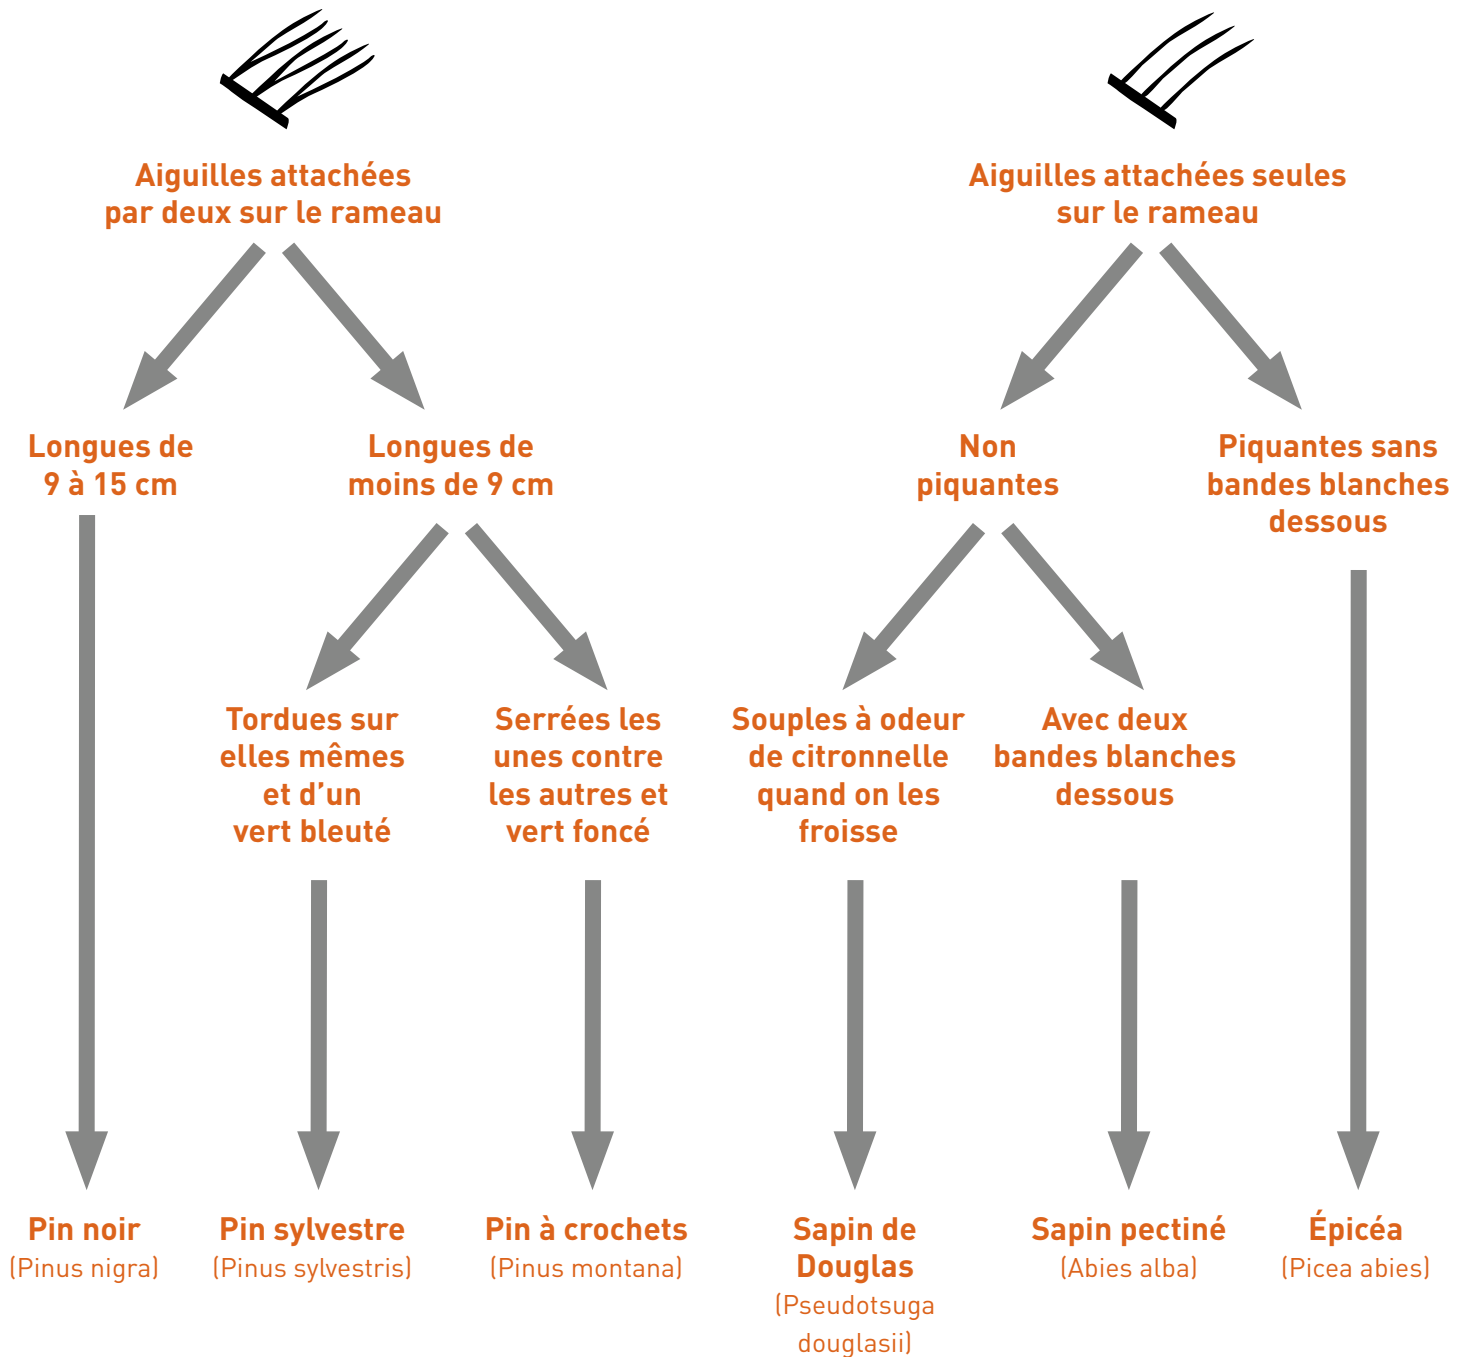 Aiguilles attachées
par deux sur le rameau
Aiguilles attachées seules
sur le rameau
Longues de
9 à 15 cm
Longues de
moins de 9 cm
Non
piquantes
Piquantes sans
bandes blanches
dessous
Tordues sur
elles mêmes
et d’un
vert bleuté
Serrées les
unes contre
les autres et
vert foncé
Souples à odeur
de citronnelle
quand on les
froisse
Avec deux
bandes blanches
dessous
Pin noir
(Pinus nigra)
Pin sylvestre
(Pinus sylvestris)
Pin à crochets
(Pinus montana)
Sapin de
Douglas
(Pseudotsuga
douglasii)
Sapin pectiné
(Abies alba)
Épicéa
(Picea abies)